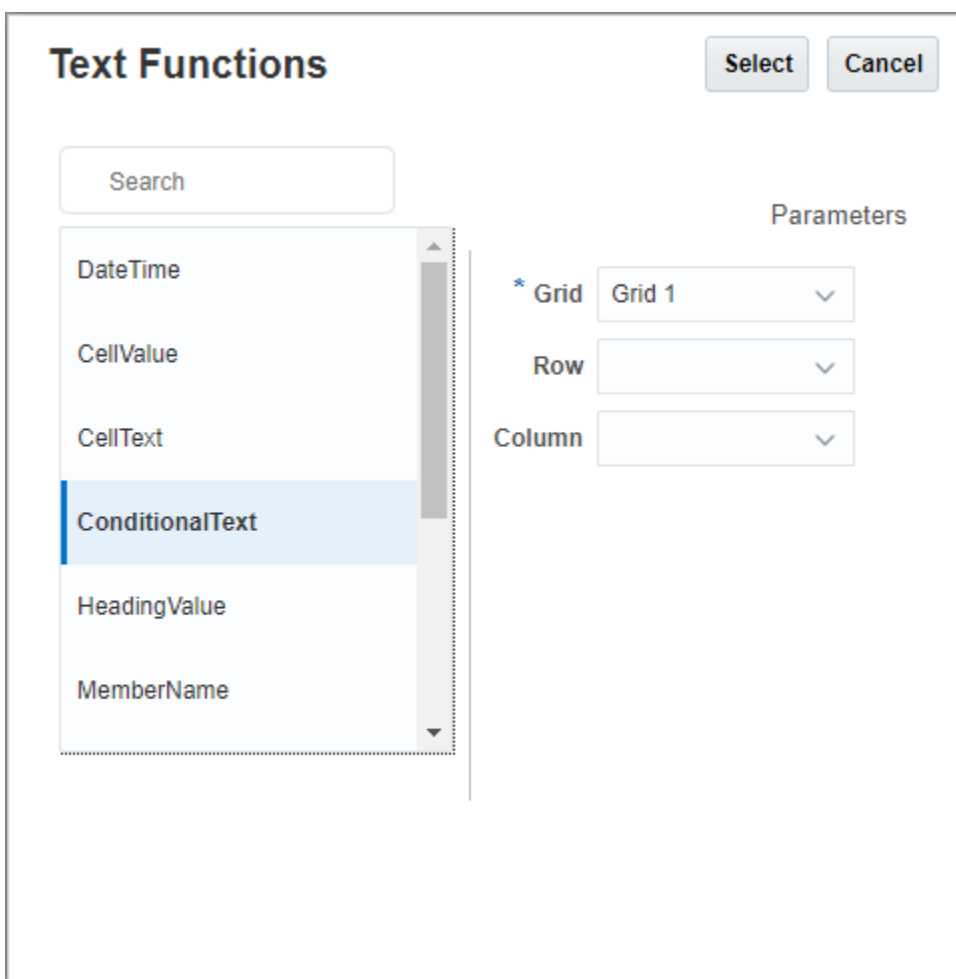 Text Functions
Select
Cancel
Search
DateTime
CellValue
CellText
ConditionalText
HeadingValue
MemberName
Parameters
* Grid Grid 1
Row
Column